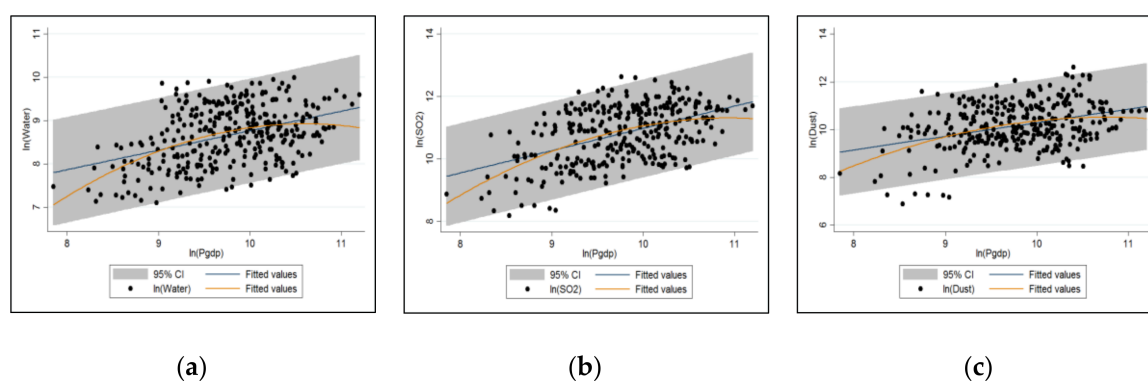 11
10
9
8
7
ln(Water)
8 9 10 11
ln(Pgdp)
95% CI Fitted values
ln(Water) Fitted values
14
12
10
8
ln(SO2)
8 9 10 11
ln(Pgdp)
95% CI Fitted values
ln(SO2) Fitted values
14
12
10
8
6
ln(Dust)
8 9 10 11
ln(Pgdp)
95% CI Fitted values
ln(Dust) Fitted values
(a) (b) (c)